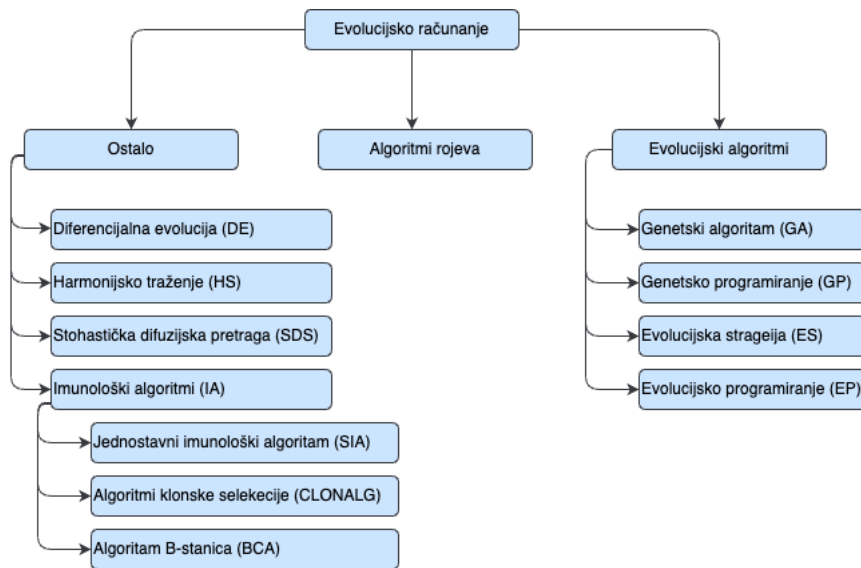 Evolucijsko računanje
Ostalo
Algoritmi rojeva
Evolucijski algoritmi
Diferencijalna evolucija (DE)
Harmonijsko traženje (HS)
Stohastička difuzijska pretraga (SDS)
Imunološki algoritmi (IA)
Jednostavni imunološki algoritam (SIA)
Algoritmi klonske selekecije (CLONALG)
Algoritam B-stanica (BCA)
Genetski algoritam (GA)
Genetsko programiranje (GP)
Evolucijska strageija (ES)
Evolucijsko programiranje (EP)